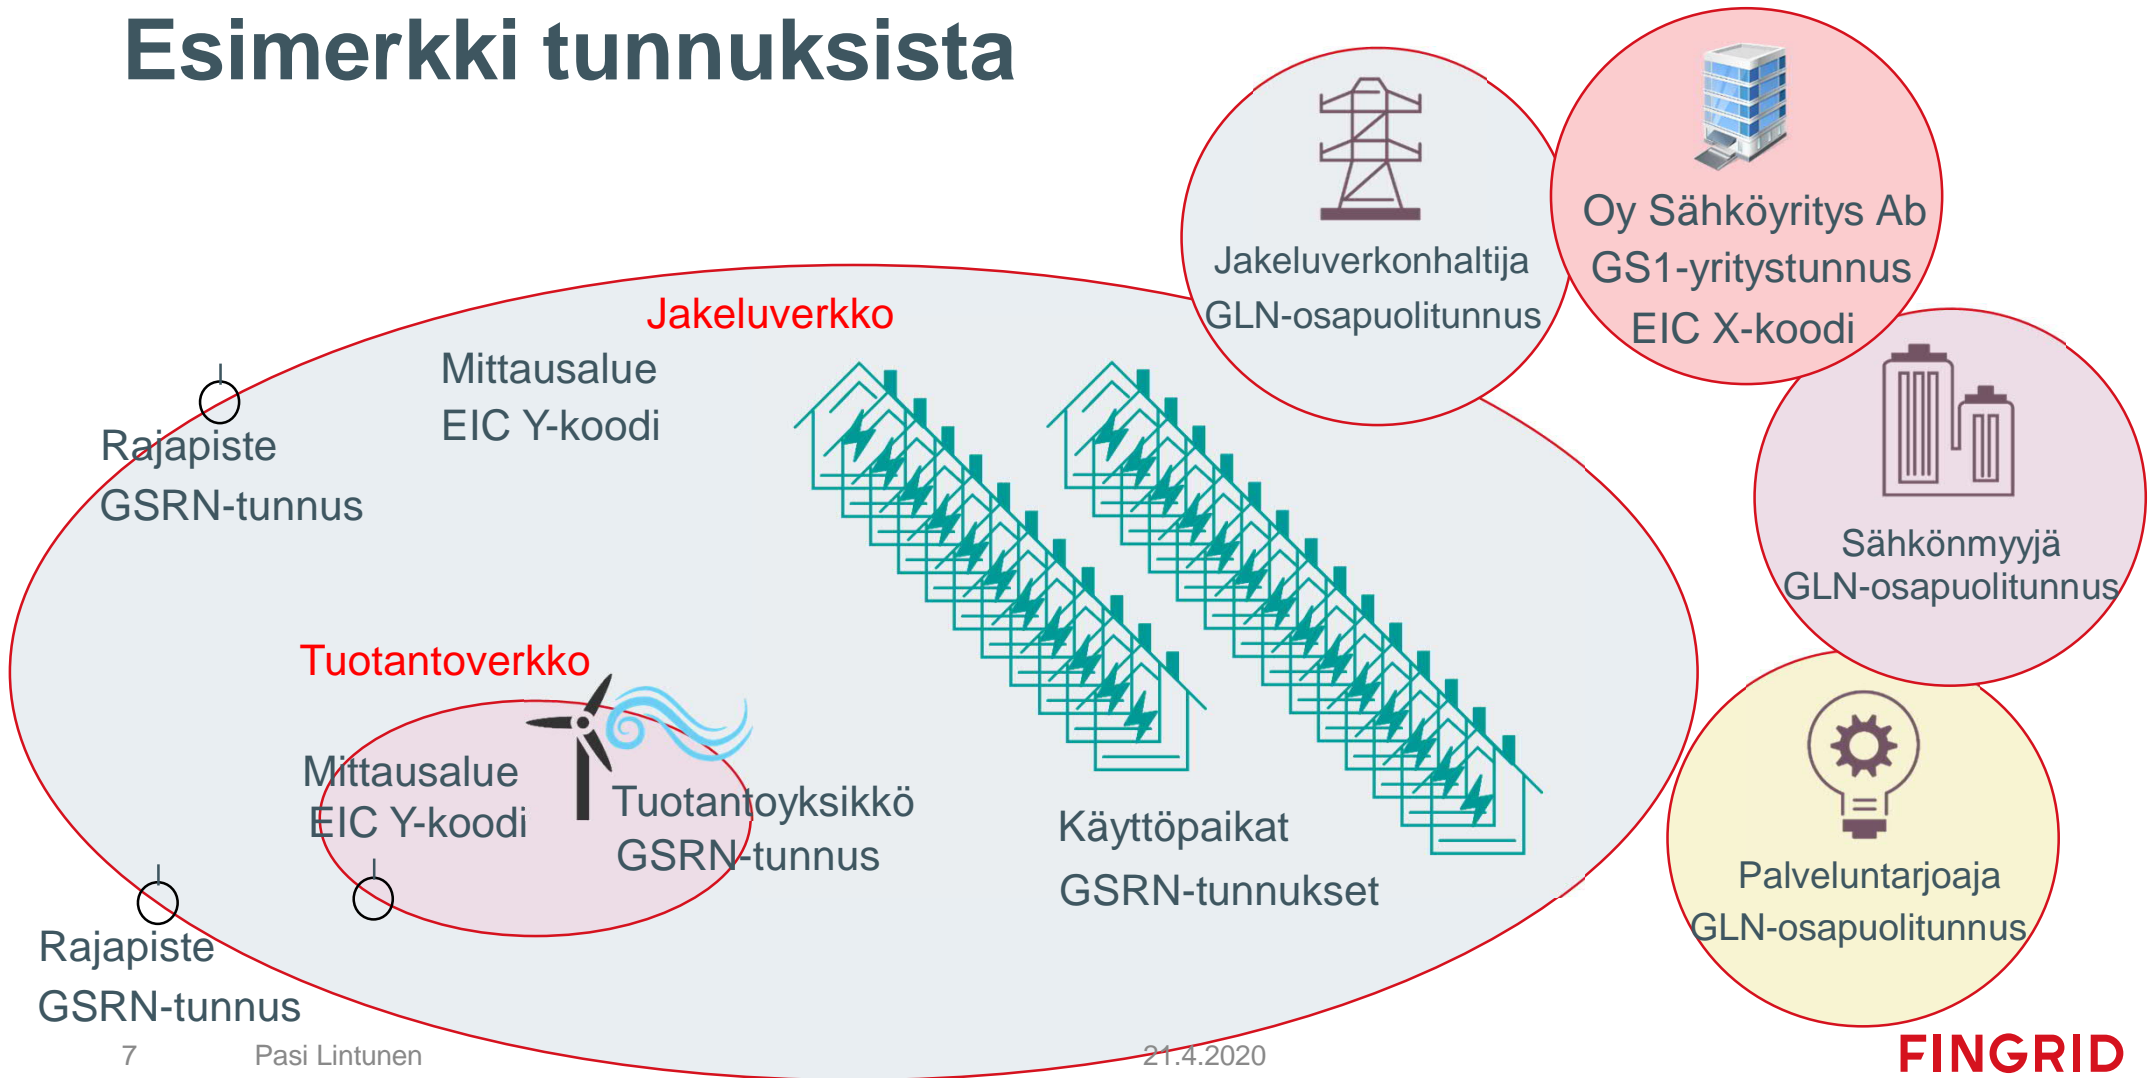 Esimerkki tunnuksista
Oy Sähköyritys Ab
GS1-yritystunnus
EIC X-koodi
Jakeluverkonhaltija
GLN-osapuolitunnus
Jakeluverkko
Mittausalue
EIC Y-koodi
Rajapiste
GSRN-tunnus
Sähkönmyyjä
GLN-osapuolitunnus
Tuotantoverkko
Mittausalue
EIC Y-koodi
Tuotantoyksikkö
GSRN-tunnus
Käyttöpaikat
GSRN-tunnukset
Palveluntarjoaja
GLN-osapuolitunnus
Rajapiste
GSRN-tunnus
7
Pasi Lintunen
21.4.2020
FINGRID